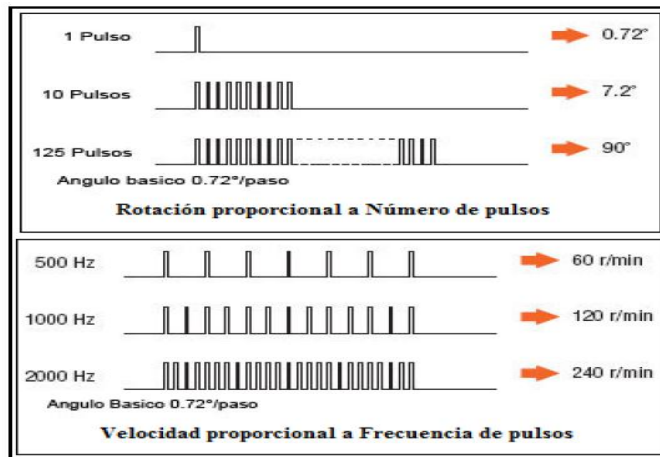 1 Pulso 0.72°
10 Pulsos 7.2°
125 Pulsos 90°
Angulo basico 0.72°/paso
Rotación proporcional a Número de pulsos
500 Hz 60 r/min
1000 Hz 120 r/min
2000 Hz 240 r/min
Angulo Basico 0.72°/paso
Velocidad proporcional a Frecuencia de pulsos